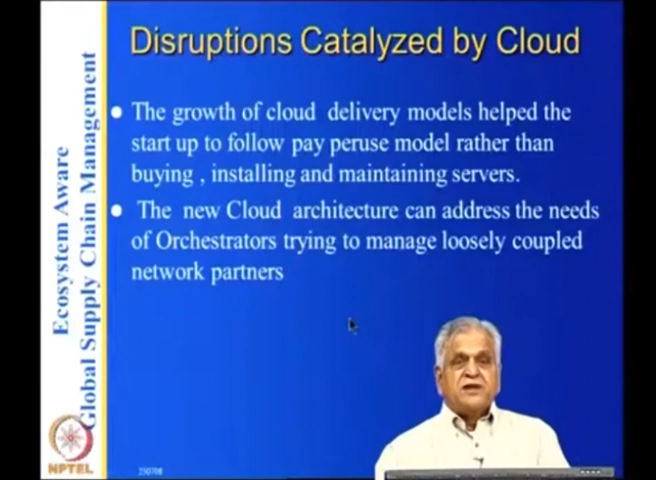 Disruptions Catalyzed by Cloud
The growth of cloud delivery models helped the
start up to follow pay peruse model rather than
buying , installing and maintaining servers.
The new Cloud architecture can address the needs
of Orchestrators trying to manage loosely coupled
network partners
Ecosystem Aware
Global Supply Chain Management
NPTEL